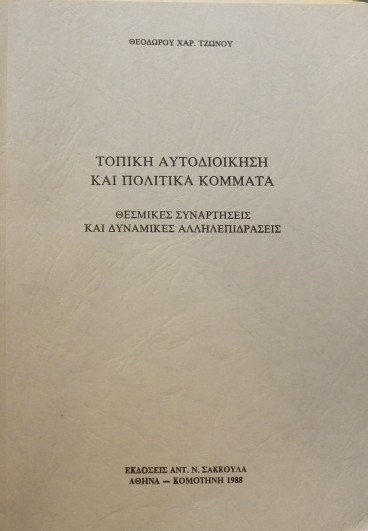 ΘΕΟΔΩΡΟΥ ΧΑΡ. ΤΖΩΝΟΥ
ΤΟΠΙΚΗ ΑΥΤΟΔΙΟΙΚΗΣΗ
ΚΑΙ ΠΟΛΙΤΙΚΑ ΚΟΜΜΑΤΑ
ΘΕΣΜΙΚΕΣ ΣΥΝΑΡΤΗΣΕΙΣ
ΚΑΙ ΔΥΝΑΜΙΚΕΣ ΑΛΛΗΛΕΠΙΔΡΑΣΕΙΣ
ΕΚΔΟΣΕΙΣ ΑΝΤ. Ν. ΣΑΚΚΟΥΛΑ
ΑΘΗΝΑ — ΚΟΜΟΤΗΝΗ 1988